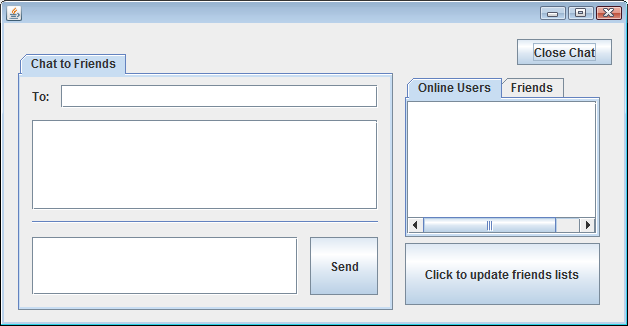 Close Chat
Chat to Friends
To:
Online Users
Friends
Send
Click to update friends lists